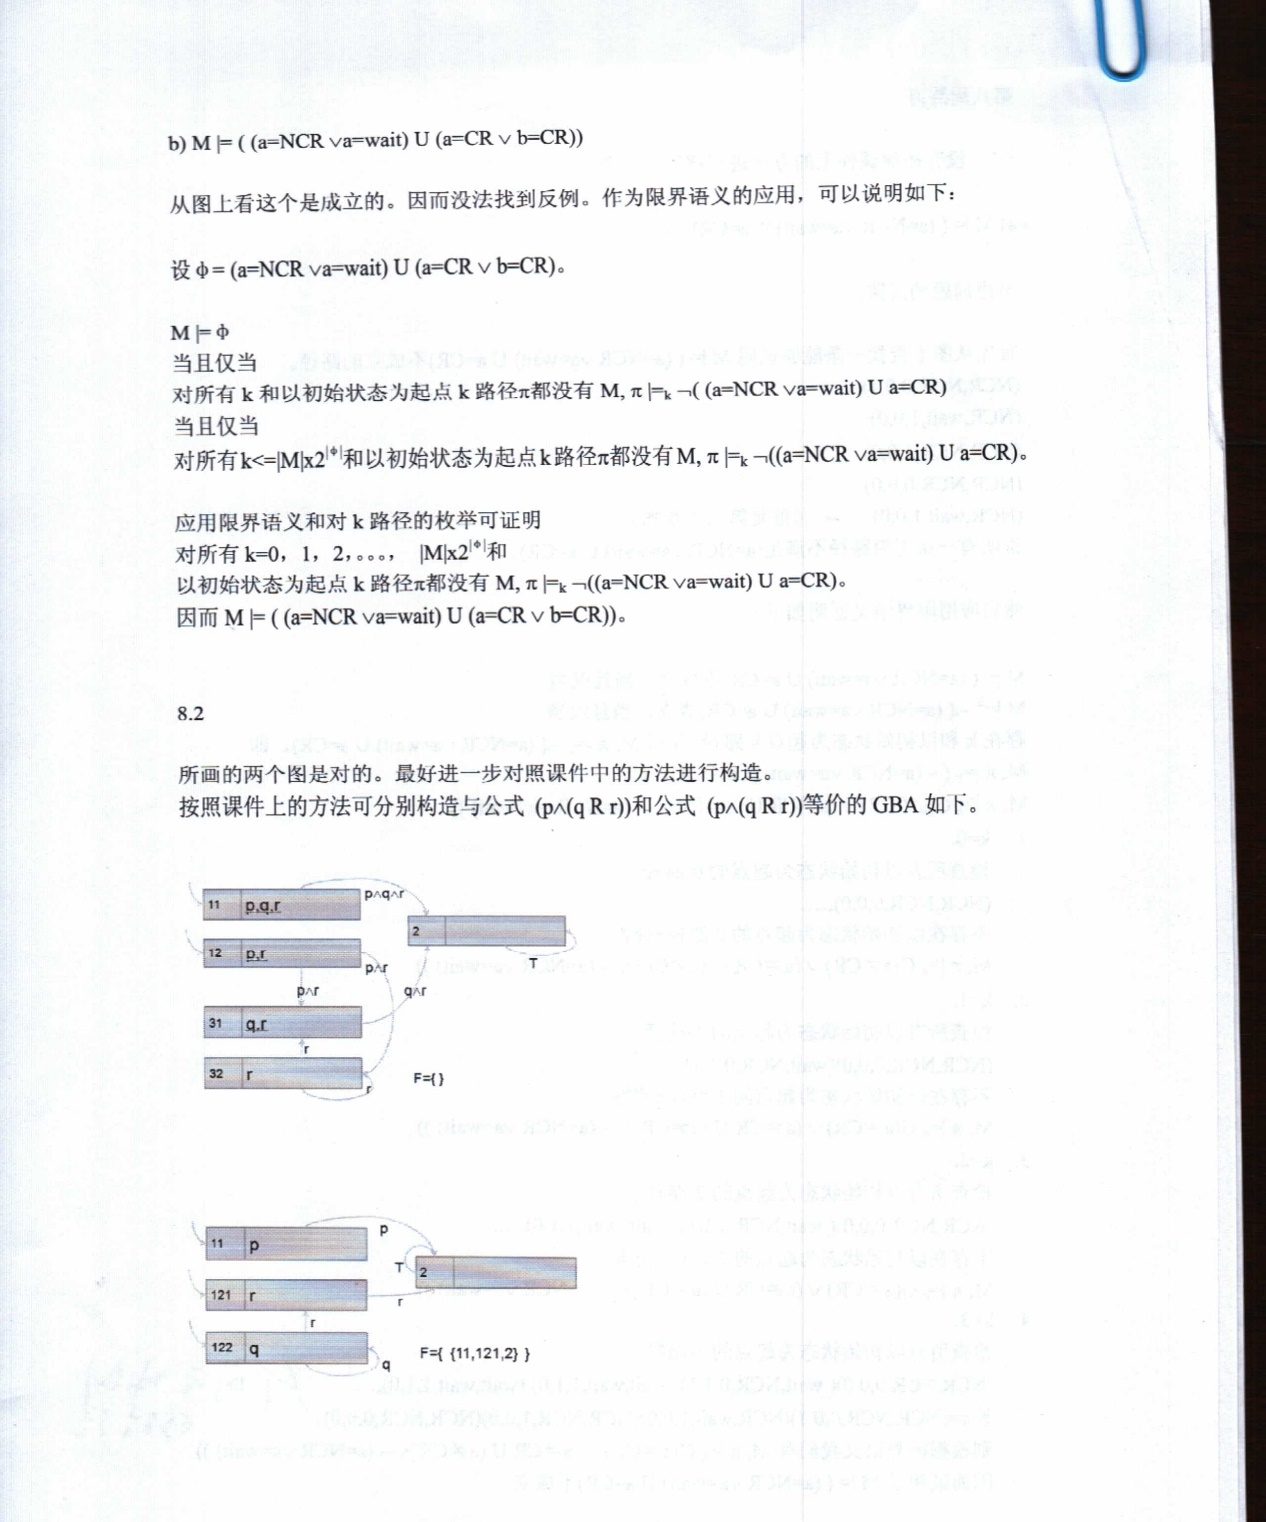 b) M |= ( (a=NCR ∨a=wait) U (a=CR ∨ b=CR))
从图上看这个是成立的。因而没法找到反例。作为限界语义的应用，可以说明如下：
设 ϕ = (a=NCR ∨a=wait) U (a=CR ∨ b=CR)。
M |= ϕ
当且仅当
对所有 k 和以初始状态为起点 k 路径π都没有 M, π |=k ¬( (a=NCR ∨a=wait) U a=CR)
当且仅当
对所有k<=|M|x2^|ϕ|和以初始状态为起点k路径π都没有M, π |=k ¬((a=NCR ∨a=wait) U a=CR)。
应用限界语义和对 k 路径的枚举可证明
对所有 k=0，1，2，。。。， |M|x2^|ϕ|和
以初始状态为起点 k 路径π都没有 M, π |=k ¬((a=NCR ∨a=wait) U a=CR)。
因而 M |= ( (a=NCR ∨a=wait) U (a=CR ∨ b=CR))。
8.2
所画的两个图是对的。最好进一步对照课件中的方法进行构造。
按照课件上的方法可分别构造与公式 (p∧(q R r))和公式 (p∧(q R r))等价的 GBA 如下。
11 p,q,r
p∧q∧r
2
T
12 p,r
p∧r
p∧r
q∧r
31 q,r
r
32 r
r
F={ }
11 p
p
T
2
121 r
r
r
122 q
q
F={ {11,121,2} }